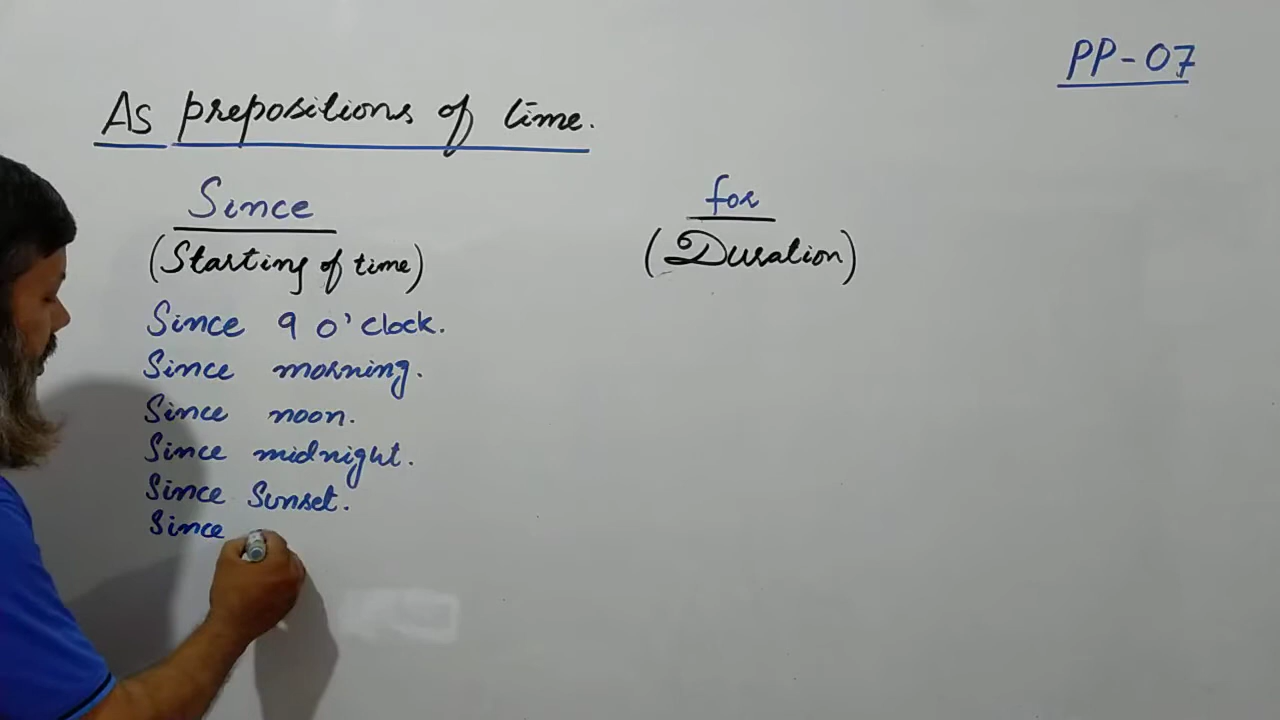 PP-07
As prepositions of time.
Since
(Starting of time)
Since 9 o'clock.
Since morning.
Since noon.
Since midnight.
Since Sunset.
Since
for
(Duration)